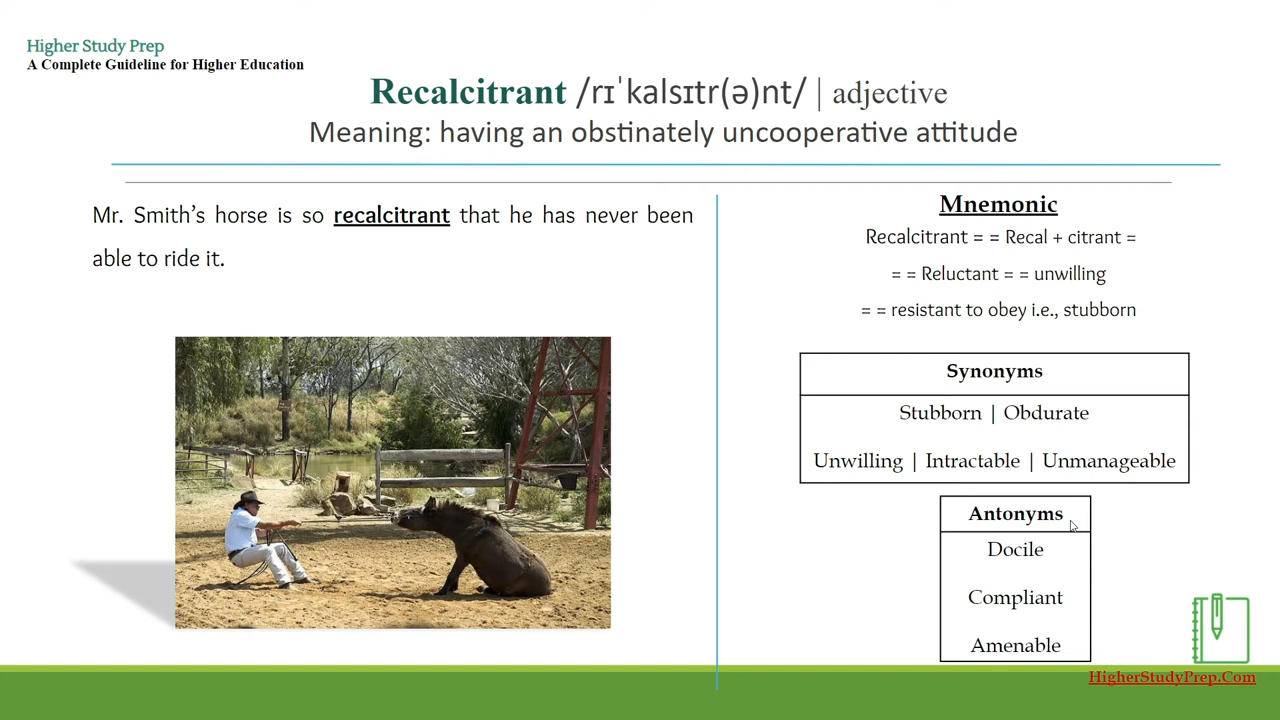 Higher Study Prep
A Complete Guideline for Higher Education
Recalcitrant /rɪˈkalsɪtr(ə)nt/ | adjective
Meaning: having an obstinately uncooperative attitude
Mr. Smith’s horse is so recalcitrant that he has never been
able to ride it.
Mnemonic
Recalcitrant = = Recal + citrant =
= = Reluctant = = unwilling
= = resistant to obey i.e., stubborn
Synonyms
Stubborn | Obdurate
Unwilling | Intractable | Unmanageable
Antonyms
Docile
Compliant
Amenable
HigherStudyPrep.Com